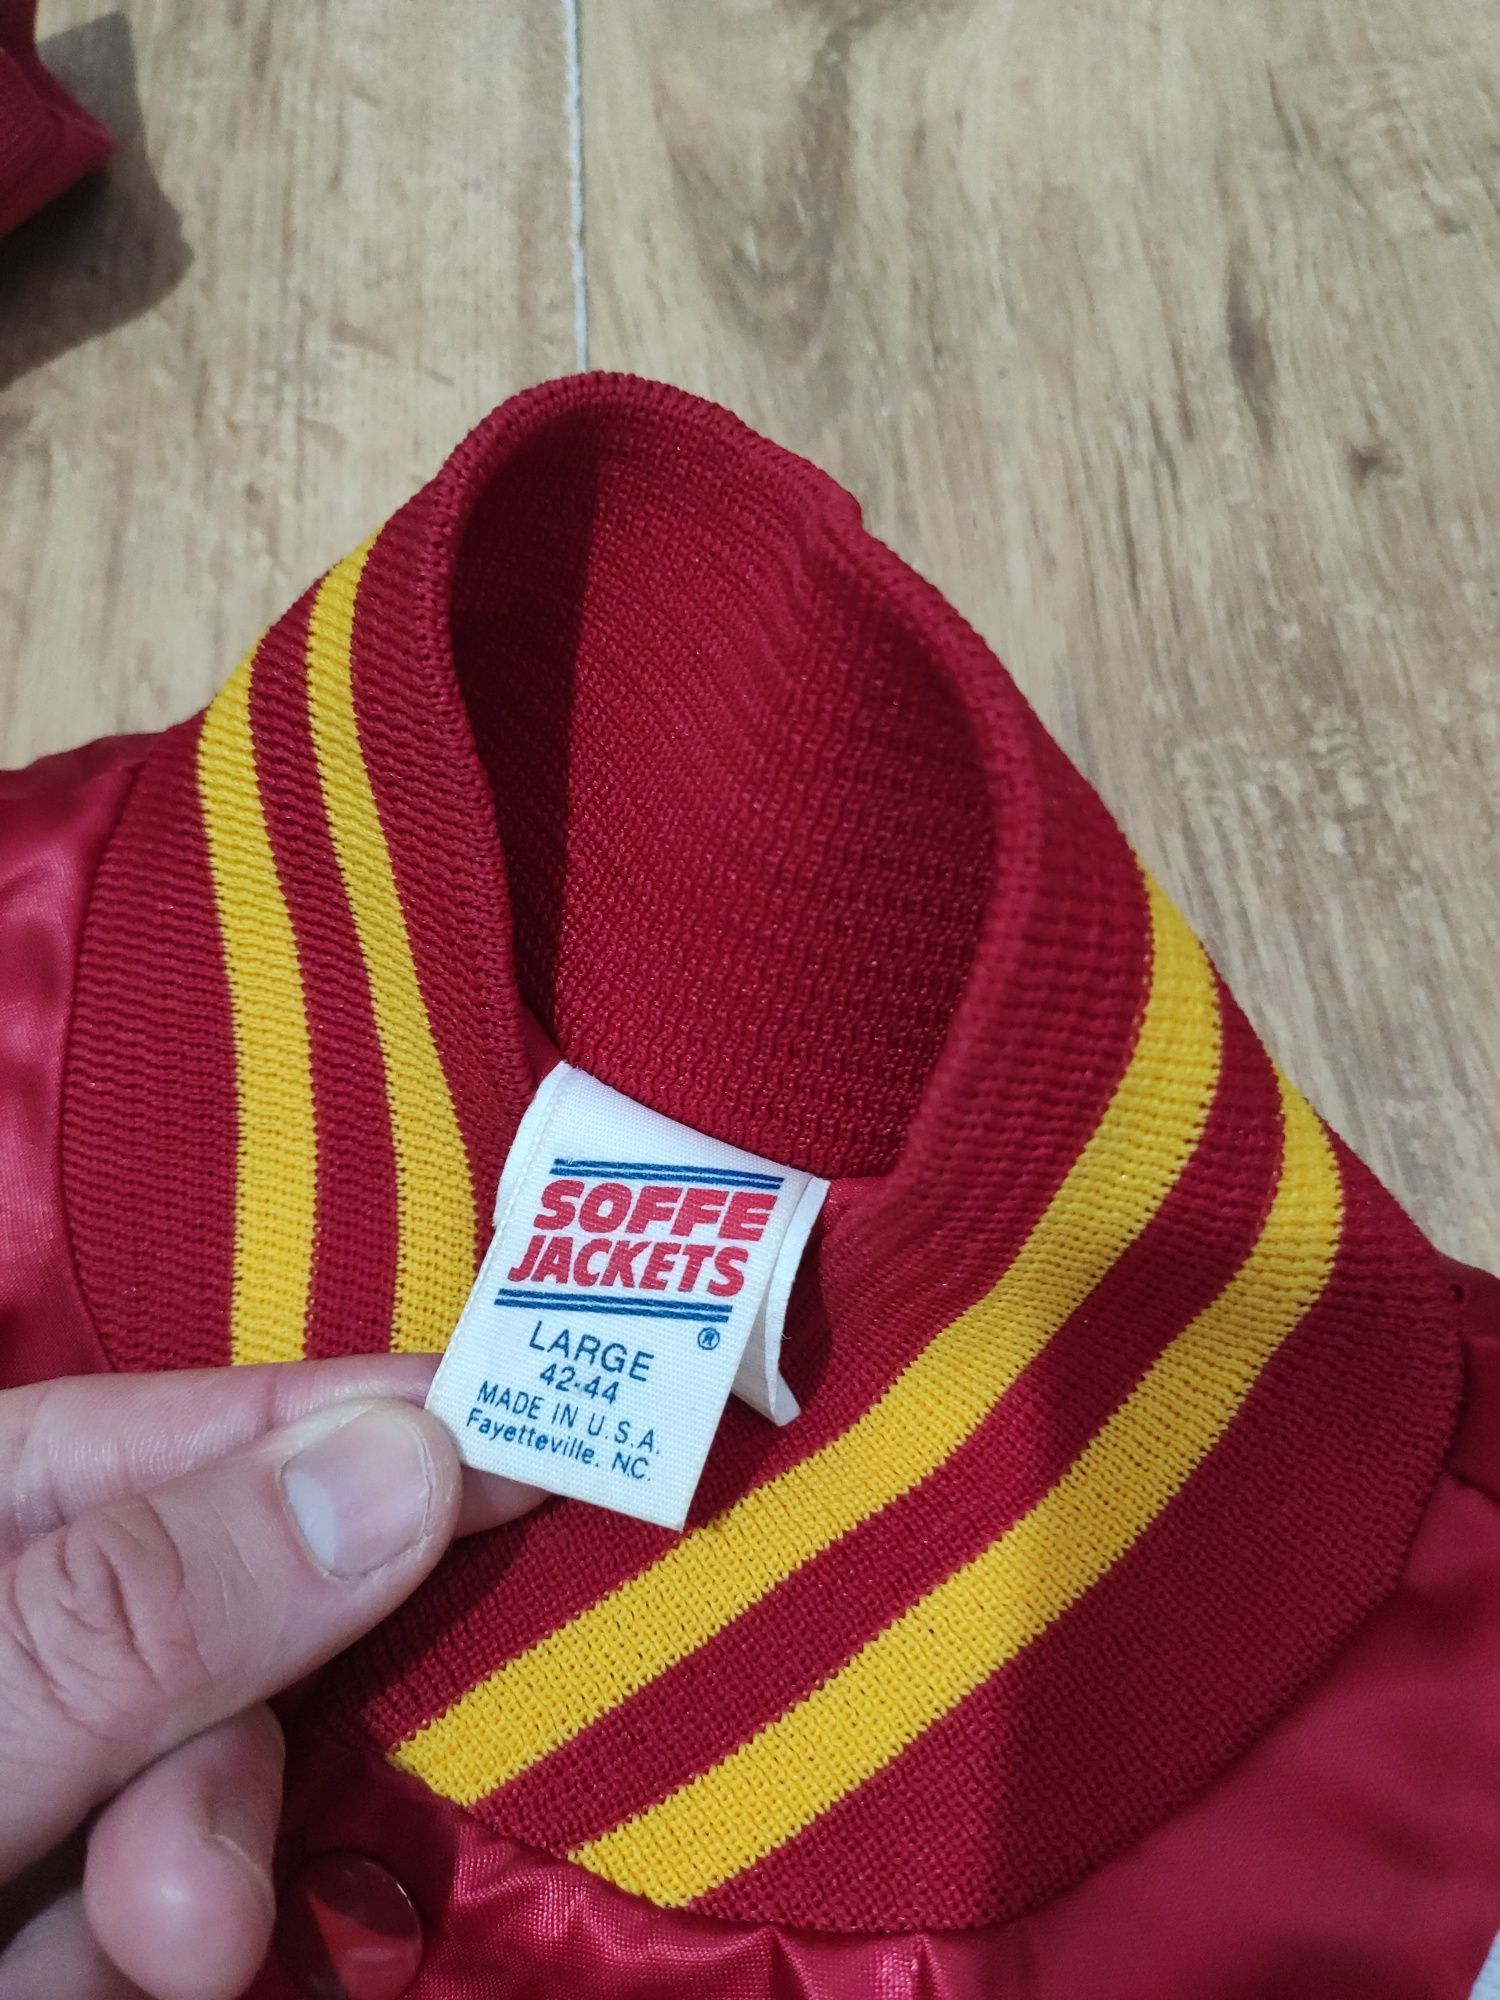 SOFFE
JACKETS
®
LARGE
42-44
MADE IN U.S.A.
Fayetteville, NC.